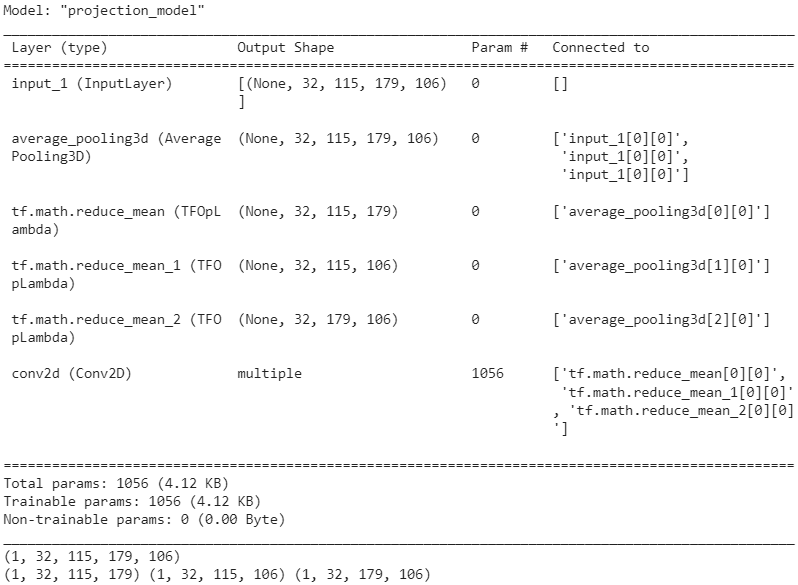 Model: "projection_model"
__________________________________________________________________________________________________
Layer (type)                Output Shape                 Param #   Connected to
==================================================================================================
input_1 (InputLayer)        [(None, 32, 115, 179, 106)   0         []
                            ]
average_pooling3d (Average  (None, 32, 115, 179, 106)    0         ['input_1[0][0]',
Pooling3D)                                                          'input_1[0][0]',
                                                                    'input_1[0][0]']
tf.math.reduce_mean (TFOpL  (None, 32, 115, 179)         0         ['average_pooling3d[0][0]']
ambda)
tf.math.reduce_mean_1 (TFO  (None, 32, 115, 106)         0         ['average_pooling3d[1][0]']
pLambda)
tf.math.reduce_mean_2 (TFO  (None, 32, 179, 106)         0         ['average_pooling3d[2][0]']
pLambda)
conv2d (Conv2D)             multiple                     1056      ['tf.math.reduce_mean[0][0]',
                                                                    'tf.math.reduce_mean_1[0][0]'
                                                                   , 'tf.math.reduce_mean_2[0][0]
                                                                   ']
==================================================================================================
Total params: 1056 (4.12 KB)
Trainable params: 1056 (4.12 KB)
Non-trainable params: 0 (0.00 Byte)
__________________________________________________________________________________________________
(1, 32, 115, 179, 106)
(1, 32, 115, 179) (1, 32, 115, 106) (1, 32, 179, 106)